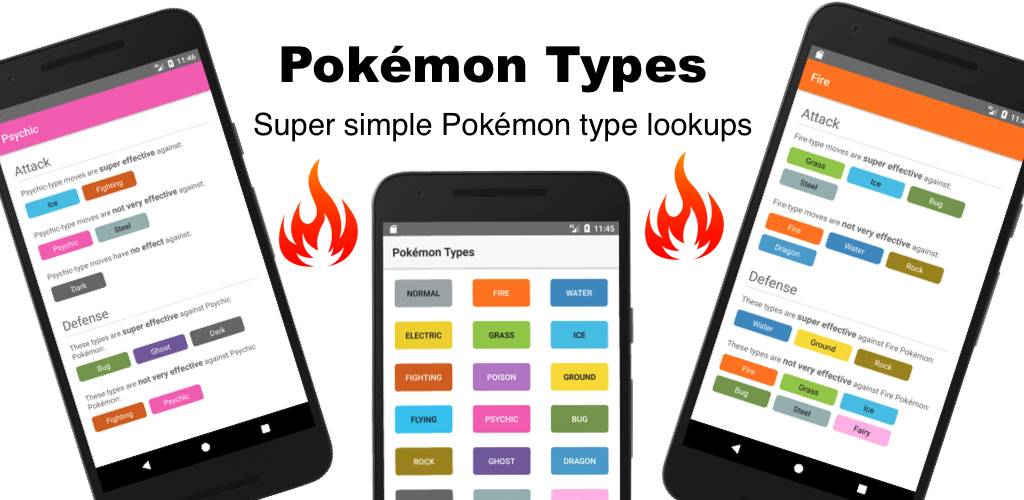 Pokémon Types
Super simple Pokémon type lookups
11:46
Psychic
Attack
Psychic-type moves are super effective against:
Ice Fighting
Psychic-type moves are not very effective against:
Psychic Steel
Psychic-type moves have no effect against:
Dark
Defense
These types are super effective against Psychic
Pokémon:
Bug Ghost Dark
These types are not very effective against Psychic
Pokémon:
Fighting Psychic
11:45
Pokémon Types
NORMAL FIRE WATER
ELECTRIC GRASS ICE
FIGHTING POISON GROUND
FLYING PSYCHIC BUG
ROCK GHOST DRAGON
Fire
Attack
Fire-type moves are super effective against:
Grass Ice Bug
Steel
Fire-type moves are not very effective against:
Fire Water Rock
Dragon
Defense
These types are super effective against Fire Pokémon:
Water Ground Rock
These types are not very effective against Fire Pokémon:
Fire Grass Ice
Bug Steel Fairy